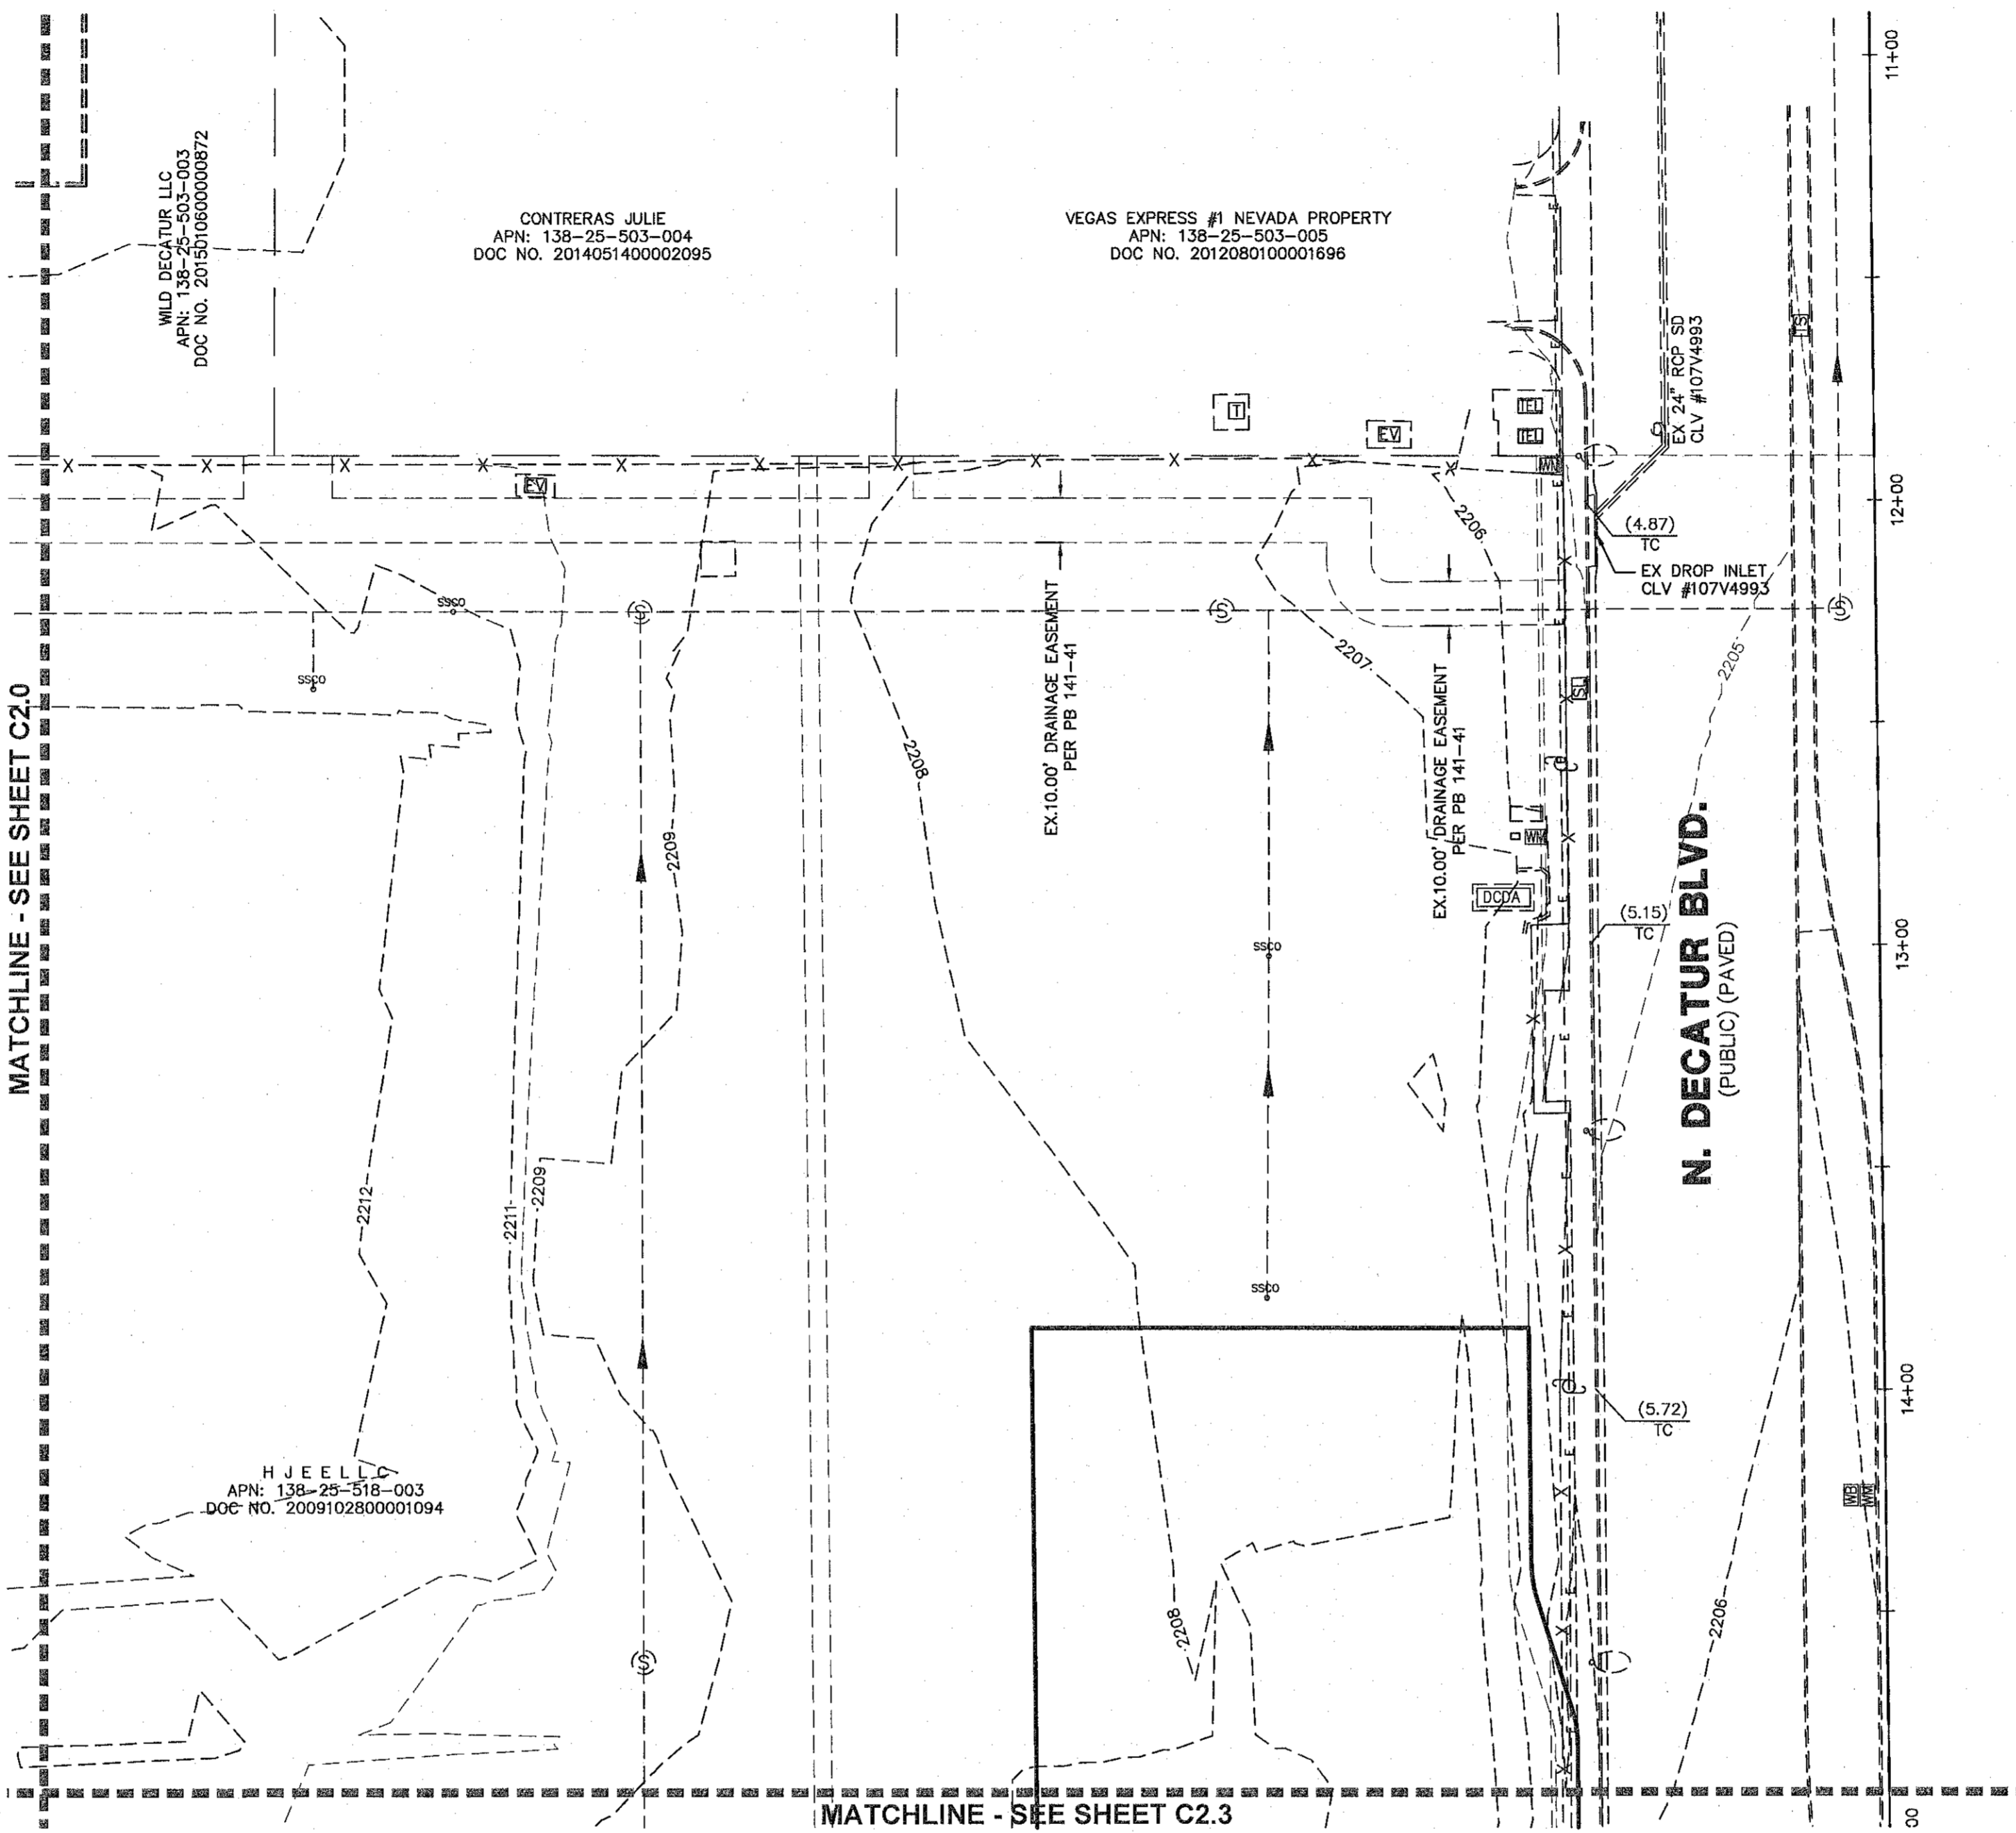 WILD DECATUR LLC
APN: 138-25-503-003
DOC NO. 201501060000872
CONTRERAS JULIE
APN: 138-25-503-004
DOC NO. 2014051400002095
VEGAS EXPRESS #1 NEVADA PROPERTY
APN: 138-25-503-005
DOC NO. 2012080100001696
11+00
E
E
TS
EX 24" RCP SD
CLV #107V4993
T
EV
TEL
TEL
WM
X X X X X X X X X X X
EV
E
2206
(4.87)
TC
12+00
EX DROP INLET
CLV #107V4993
X
SSCO
S
S
S
E
SSCO
2207
2205
SL
X
EX.10.00' DRAINAGE EASEMENT
PER PB 141-41
EX.10.00' DRAINAGE EASEMENT
PER PB 141-41
MATCHLINE - SEE SHEET C2.0
2208
2209
WM
X
DCDA
E
(5.15)
TC
N. DECATUR BLVD.
(PUBLIC) (PAVED)
13+00
SSCO
X
E
2212
2211
2209
E
X
SSCO
E
14+00
(5.72)
TC
E
H J E E L L C
APN: 138-25-518-003
DOC NO. 2009102800001094
X
WB
WM
2208
2206
E
X
S
E
X
MATCHLINE - SEE SHEET C2.3
00